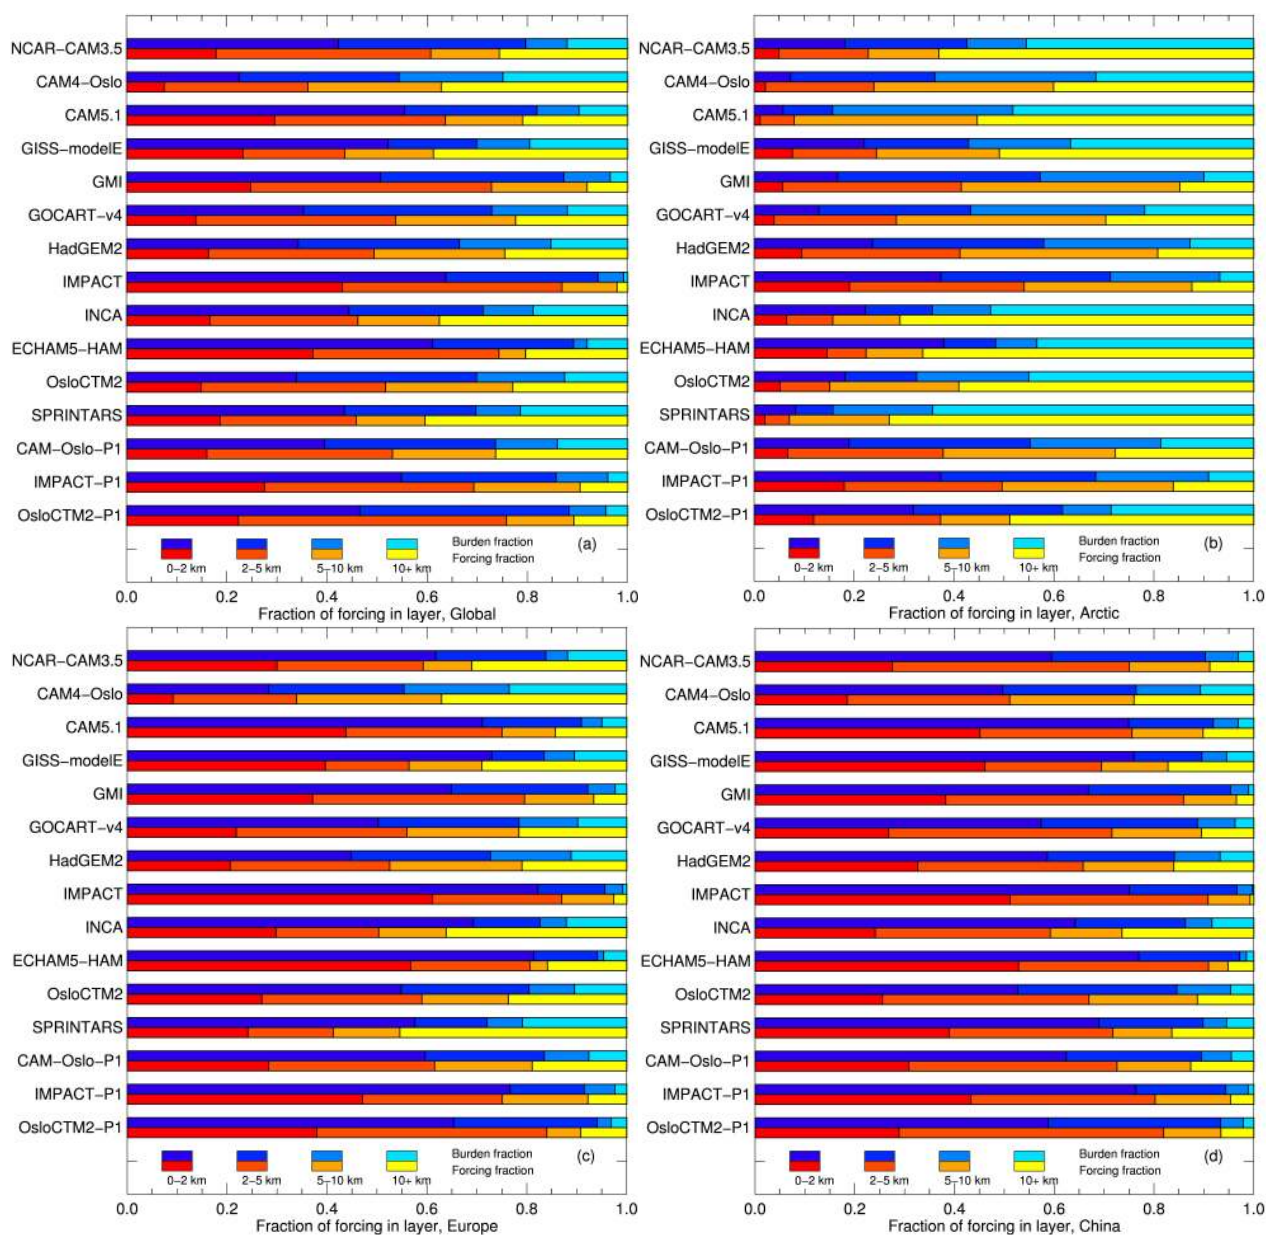 NCAR−CAM3.5
CAM4−Oslo
CAM5.1
GISS−modelE
GMI
GOCART−v4
HadGEM2
IMPACT
INCA
ECHAM5−HAM
OsloCTM2
SPRINTARS
CAM−Oslo−P1
IMPACT−P1
OsloCTM2−P1
Burden fraction (a)
Forcing fraction
0−2 km 2−5 km 5−10 km 10+ km
0.0 0.2 0.4 0.6 0.8 1.0
Fraction of forcing in layer, Global
NCAR−CAM3.5
CAM4−Oslo
CAM5.1
GISS−modelE
GMI
GOCART−v4
HadGEM2
IMPACT
INCA
ECHAM5−HAM
OsloCTM2
SPRINTARS
CAM−Oslo−P1
IMPACT−P1
OsloCTM2−P1
Burden fraction (b)
Forcing fraction
0−2 km 2−5 km 5−10 km 10+ km
0.0 0.2 0.4 0.6 0.8 1.0
Fraction of forcing in layer, Arctic
NCAR−CAM3.5
CAM4−Oslo
CAM5.1
GISS−modelE
GMI
GOCART−v4
HadGEM2
IMPACT
INCA
ECHAM5−HAM
OsloCTM2
SPRINTARS
CAM−Oslo−P1
IMPACT−P1
OsloCTM2−P1
Burden fraction (c)
Forcing fraction
0−2 km 2−5 km 5−10 km 10+ km
0.0 0.2 0.4 0.6 0.8 1.0
Fraction of forcing in layer, Europe
NCAR−CAM3.5
CAM4−Oslo
CAM5.1
GISS−modelE
GMI
GOCART−v4
HadGEM2
IMPACT
INCA
ECHAM5−HAM
OsloCTM2
SPRINTARS
CAM−Oslo−P1
IMPACT−P1
OsloCTM2−P1
Burden fraction (d)
Forcing fraction
0−2 km 2−5 km 5−10 km 10+ km
0.0 0.2 0.4 0.6 0.8 1.0
Fraction of forcing in layer, China